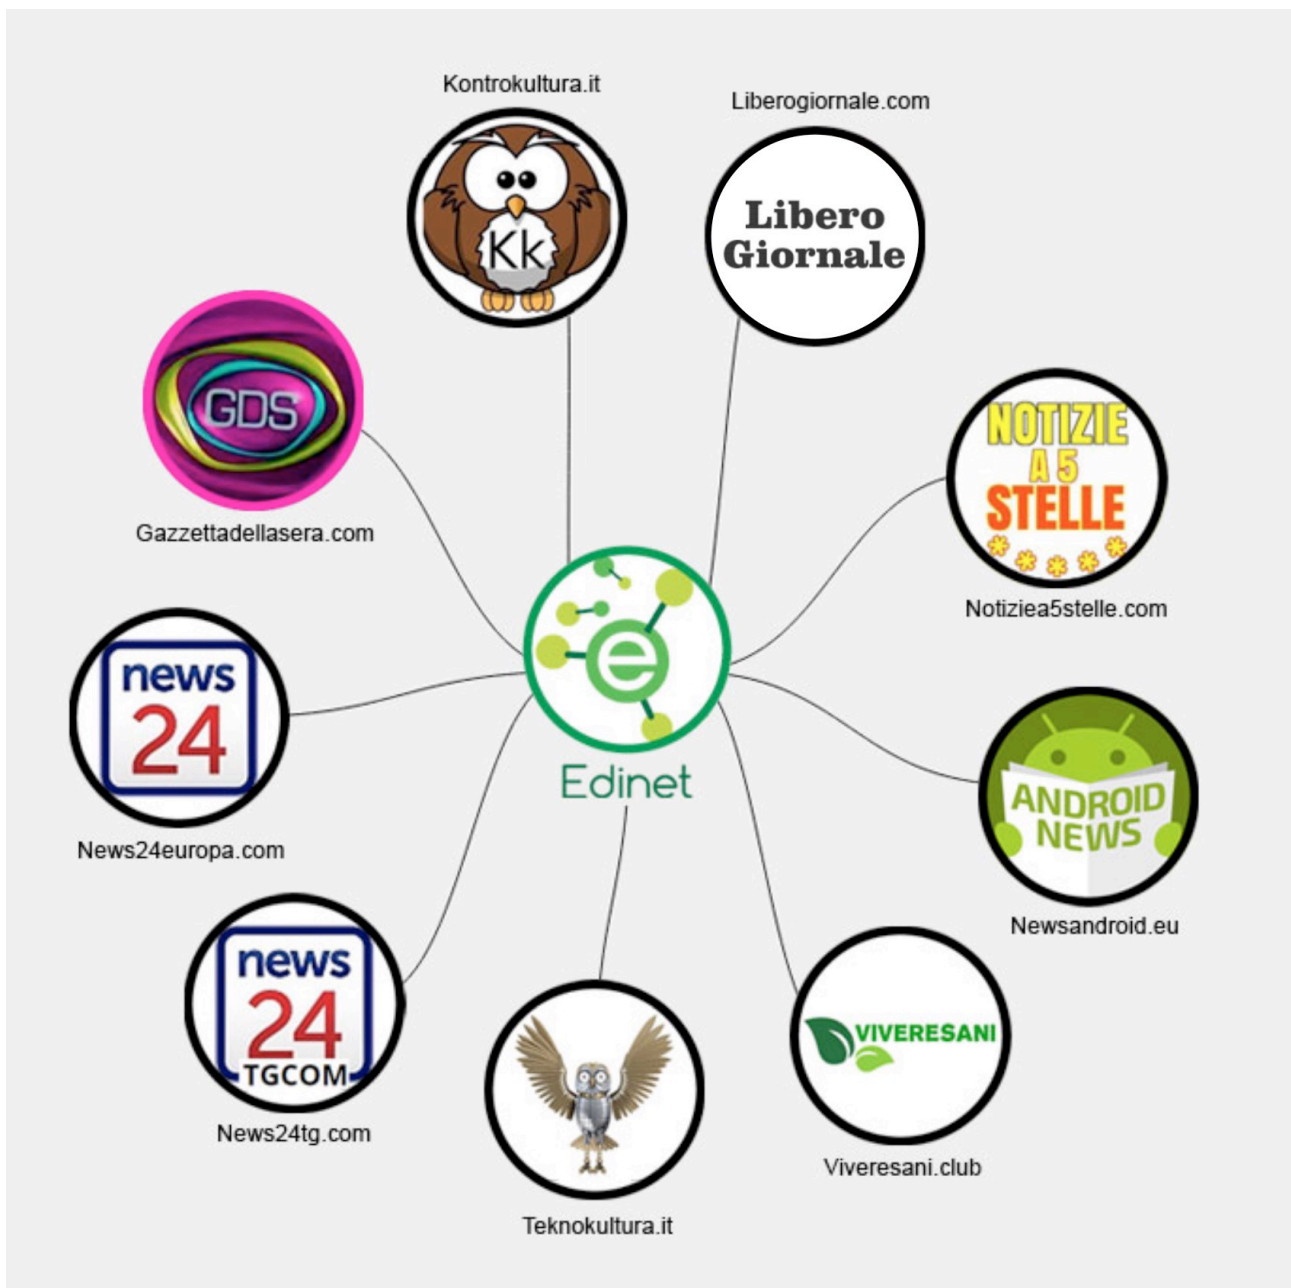 Kontrokultura.it
Kk
Liberogiornale.com
Libero
Giornale
GDS
Gazzettadellasera.com
NOTIZIE
A 5
STELLE
Notiziea5stelle.com
news
24
News24europa.com
e
Edinet
ANDROID
NEWS
Newsandroid.eu
news
24
TGCOM
News24tg.com
VIVERESANI
Viveresani.club
Teknokultura.it